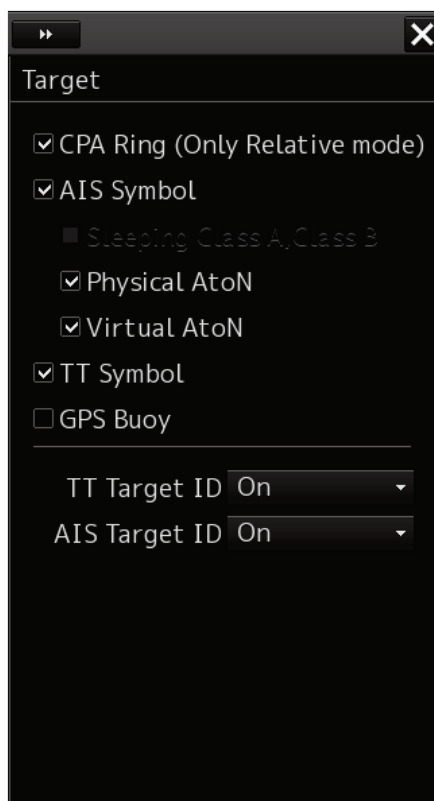 Target
CPA Ring (Only Relative mode)
AIS Symbol
Sleeping Class A,Class B
Physical AtoN
Virtual AtoN
TT Symbol
GPS Buoy
TT Target ID On
AIS Target ID On